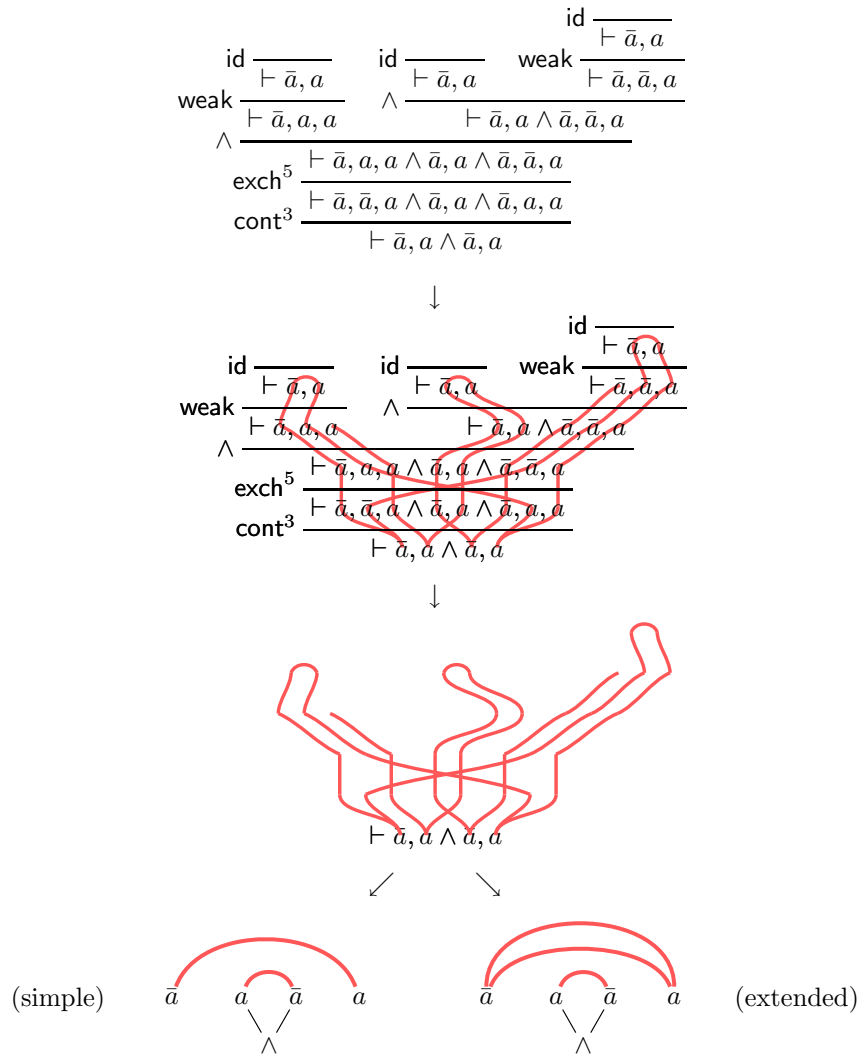 id
⊢ ā, a
id
⊢ ā, a
id
⊢ ā, a
weak
⊢ ā, a, a
∧
weak
⊢ ā, ā, a
⊢ ā, a ∧ ā, ā, a
∧
⊢ ā, a, a ∧ ā, a ∧ ā, ā, a
exch⁵
⊢ ā, ā, a ∧ ā, a ∧ ā, a, a
cont³
⊢ ā, a ∧ ā, a
↓
id
⊢ ā, a
id
⊢ ā, a
id
⊢ ā, a
weak
⊢ ā, a, a
∧
weak
⊢ ā, ā, a
⊢ ā, a ∧ ā, ā, a
∧
⊢ ā, a, a ∧ ā, a ∧ ā, ā, a
exch⁵
⊢ ā, ā, a ∧ ā, a ∧ ā, a, a
cont³
⊢ ā, a ∧ ā, a
↓
⊢ ā, a ∧ ā, a
↙ ↘
(simple) ā a ā a ā a ā a (extended)
∧ ∧